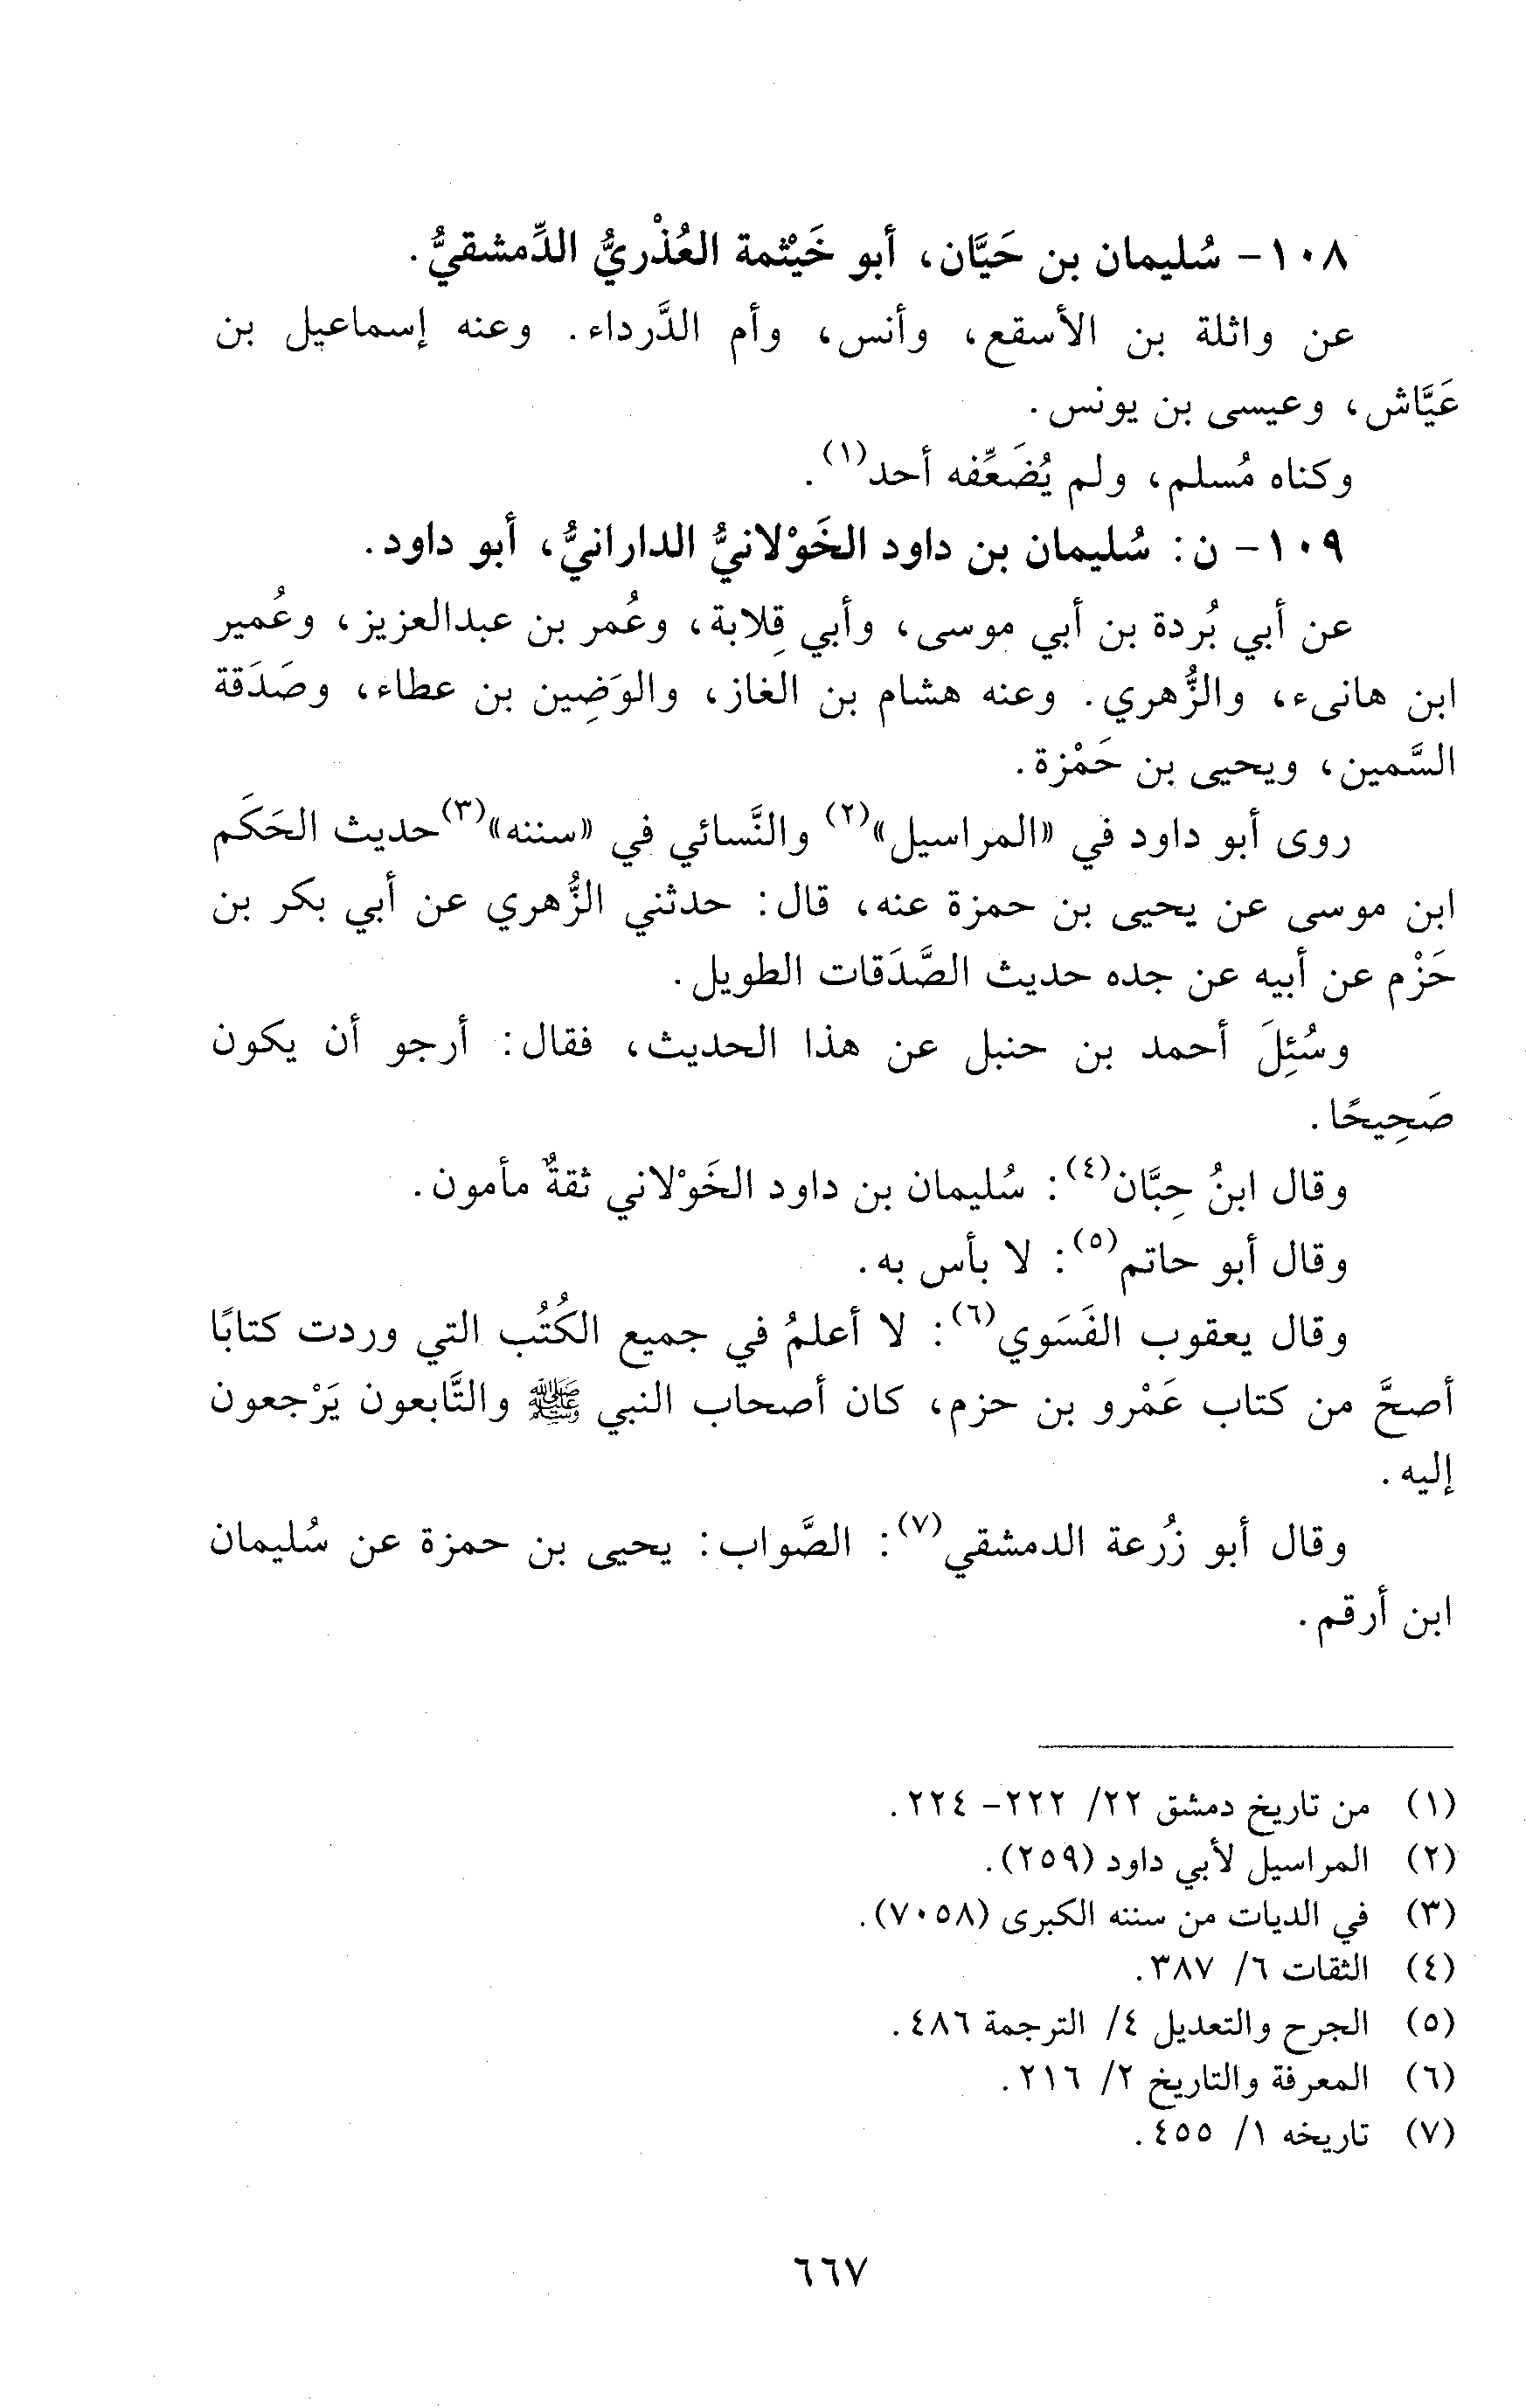 ١٠٨- سُليمان بن حَيَّان، أبو خَيْثمة العُذْريُّ الدِّمشقيُّ.
عن واثلة بن الأسقع، وأنس، وأم الدَّرداء. وعنه إسماعيل بن
عَيَّاش، وعيسى بن يونس.
وكناه مُسلم، ولم يُضَعِّفه أحد(١).
١٠٩- ن: سُليمان بن داود الخَوْلانيُّ الدارانيُّ، أبو داود.
عن أبي بُردة بن أبي موسى، وأبي قِلابة، وعُمر بن عبدالعزيز، وعُمير
ابن هانىء، والزُّهري. وعنه هشام بن الغاز، والوَضِين بن عطاء، وصَدَقة
السَّمين، ويحيى بن حَمْزة.
روى أبو داود في «المراسيل»(٢) والنَّسائي في «سننه»(٣)حديث الحَكَم
ابن موسى عن يحيى بن حمزة عنه، قال: حدثني الزُّهري عن أبي بكر بن
حَزْم عن أبيه عن جده حديث الصَّدَقات الطويل.
وسُئِلَ أحمد بن حنبل عن هذا الحديث، فقال: أرجو أن يكون
صَحِيحًا.
وقال ابنُ حِبَّان(٤): سُليمان بن داود الخَوْلاني ثقةٌ مأمون.
وقال أبو حاتم(٥): لا بأس به.
وقال يعقوب الفَسَوي(٦): لا أعلمُ في جميع الكُتُب التي وردت كتابًا
أصحَّ من كتاب عَمْرو بن حزم، كان أصحاب النبي ﷺ والتَّابعون يَرْجعون
إليه.
وقال أبو زُرعة الدمشقي(٧): الصَّواب: يحيى بن حمزة عن سُليمان
ابن أرقم.
(١) من تاريخ دمشق ٢٢/ ٢٢٢- ٢٢٤.
(٢) المراسيل لأبي داود (٢٥٩).
(٣) في الديات من سننه الكبرى (٧٠٥٨).
(٤) الثقات ٦/ ٣٨٧.
(٥) الجرح والتعديل ٤/ الترجمة ٤٨٦.
(٦) المعرفة والتاريخ ٢/ ٢١٦.
(٧) تاريخه ١/ ٤٥٥.
٦٦٧